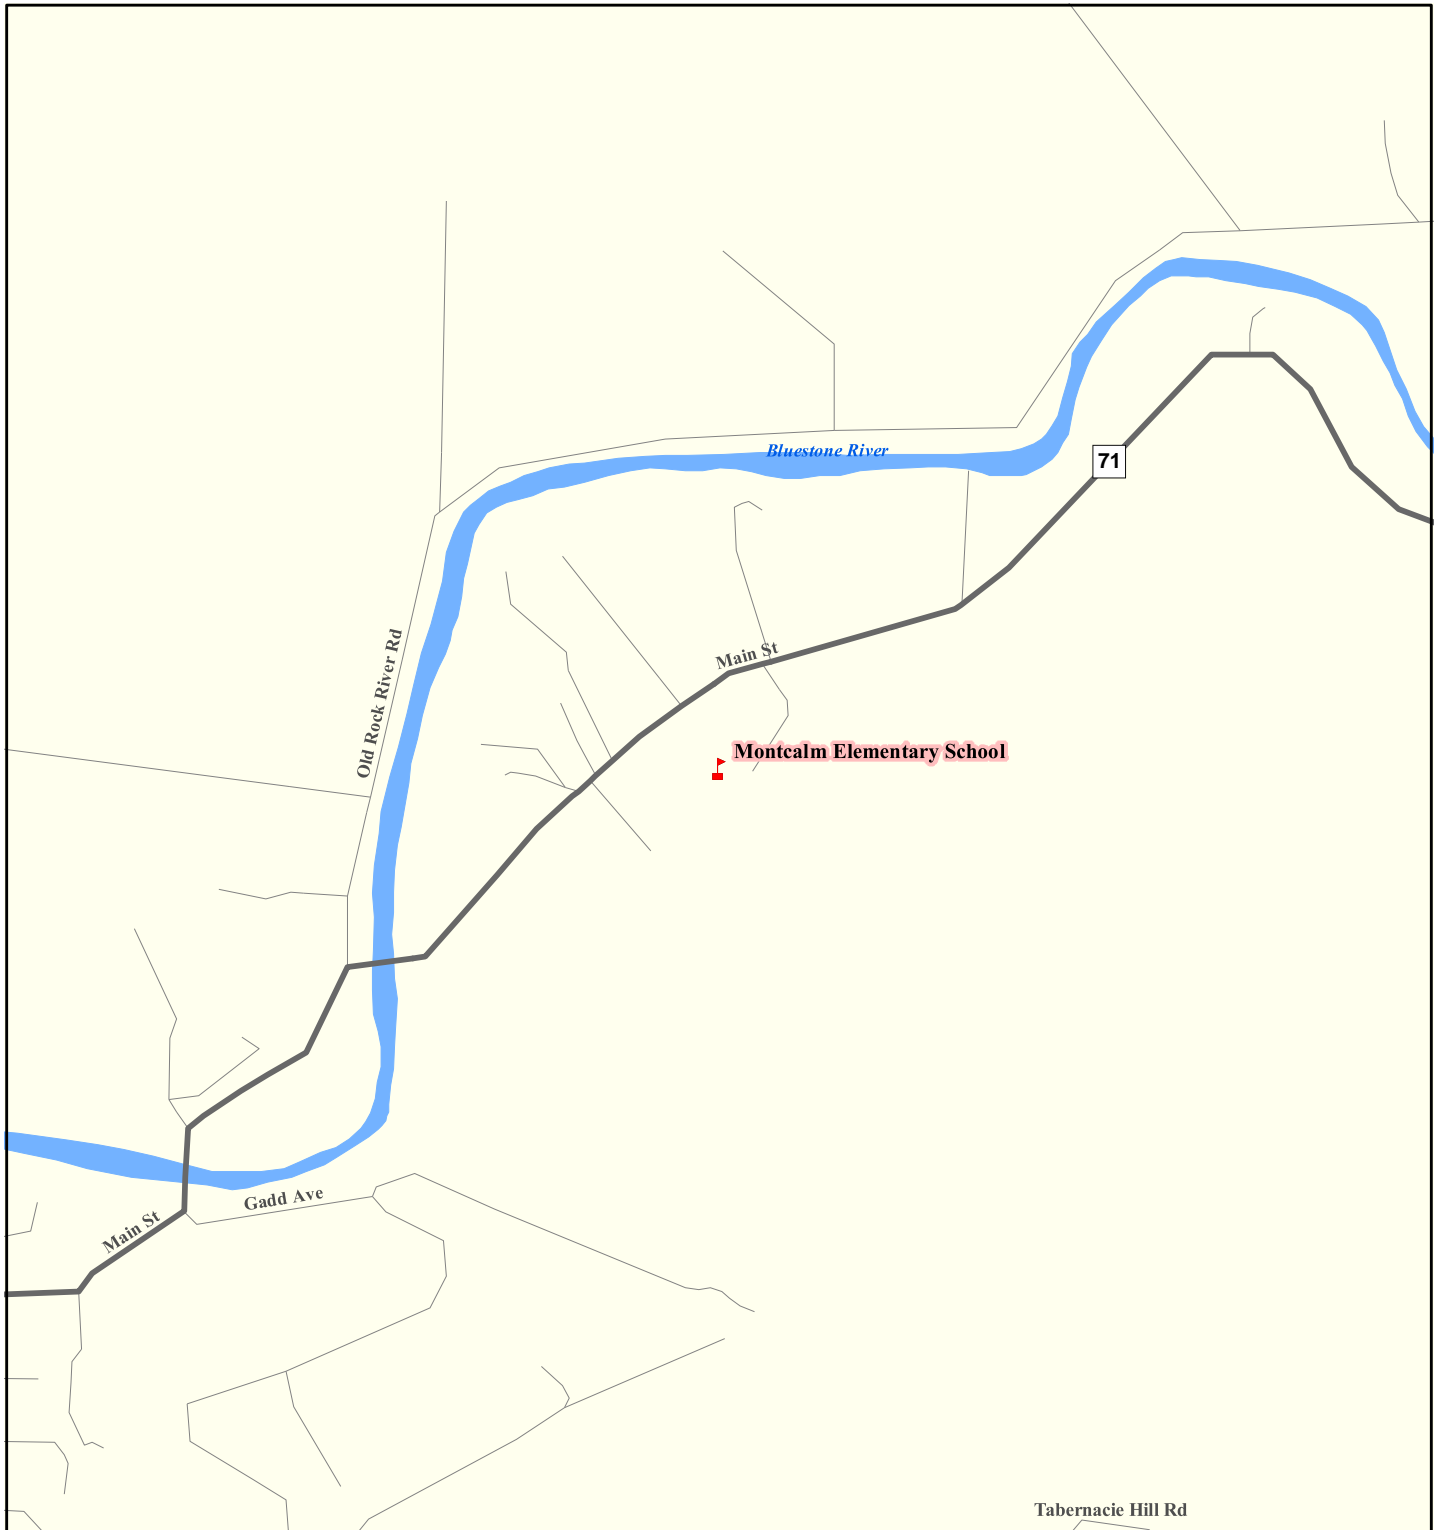 Bluestone River
71
Old Rock River Rd
Main St
Montcalm Elementary School
Gadd Ave
Main St
Tabernacie Hill Rd